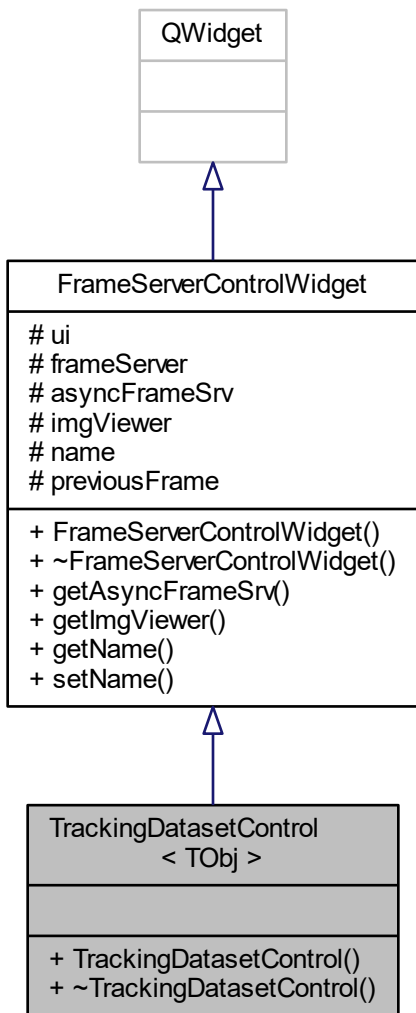 QWidget
FrameServerControlWidget
# ui
# frameServer
# asyncFrameSrv
# imgViewer
# name
# previousFrame
+ FrameServerControlWidget()
+ ~FrameServerControlWidget()
+ getAsyncFrameSrv()
+ getImgViewer()
+ getName()
+ setName()
TrackingDatasetControl
< TObj >
+ TrackingDatasetControl()
+ ~TrackingDatasetControl()